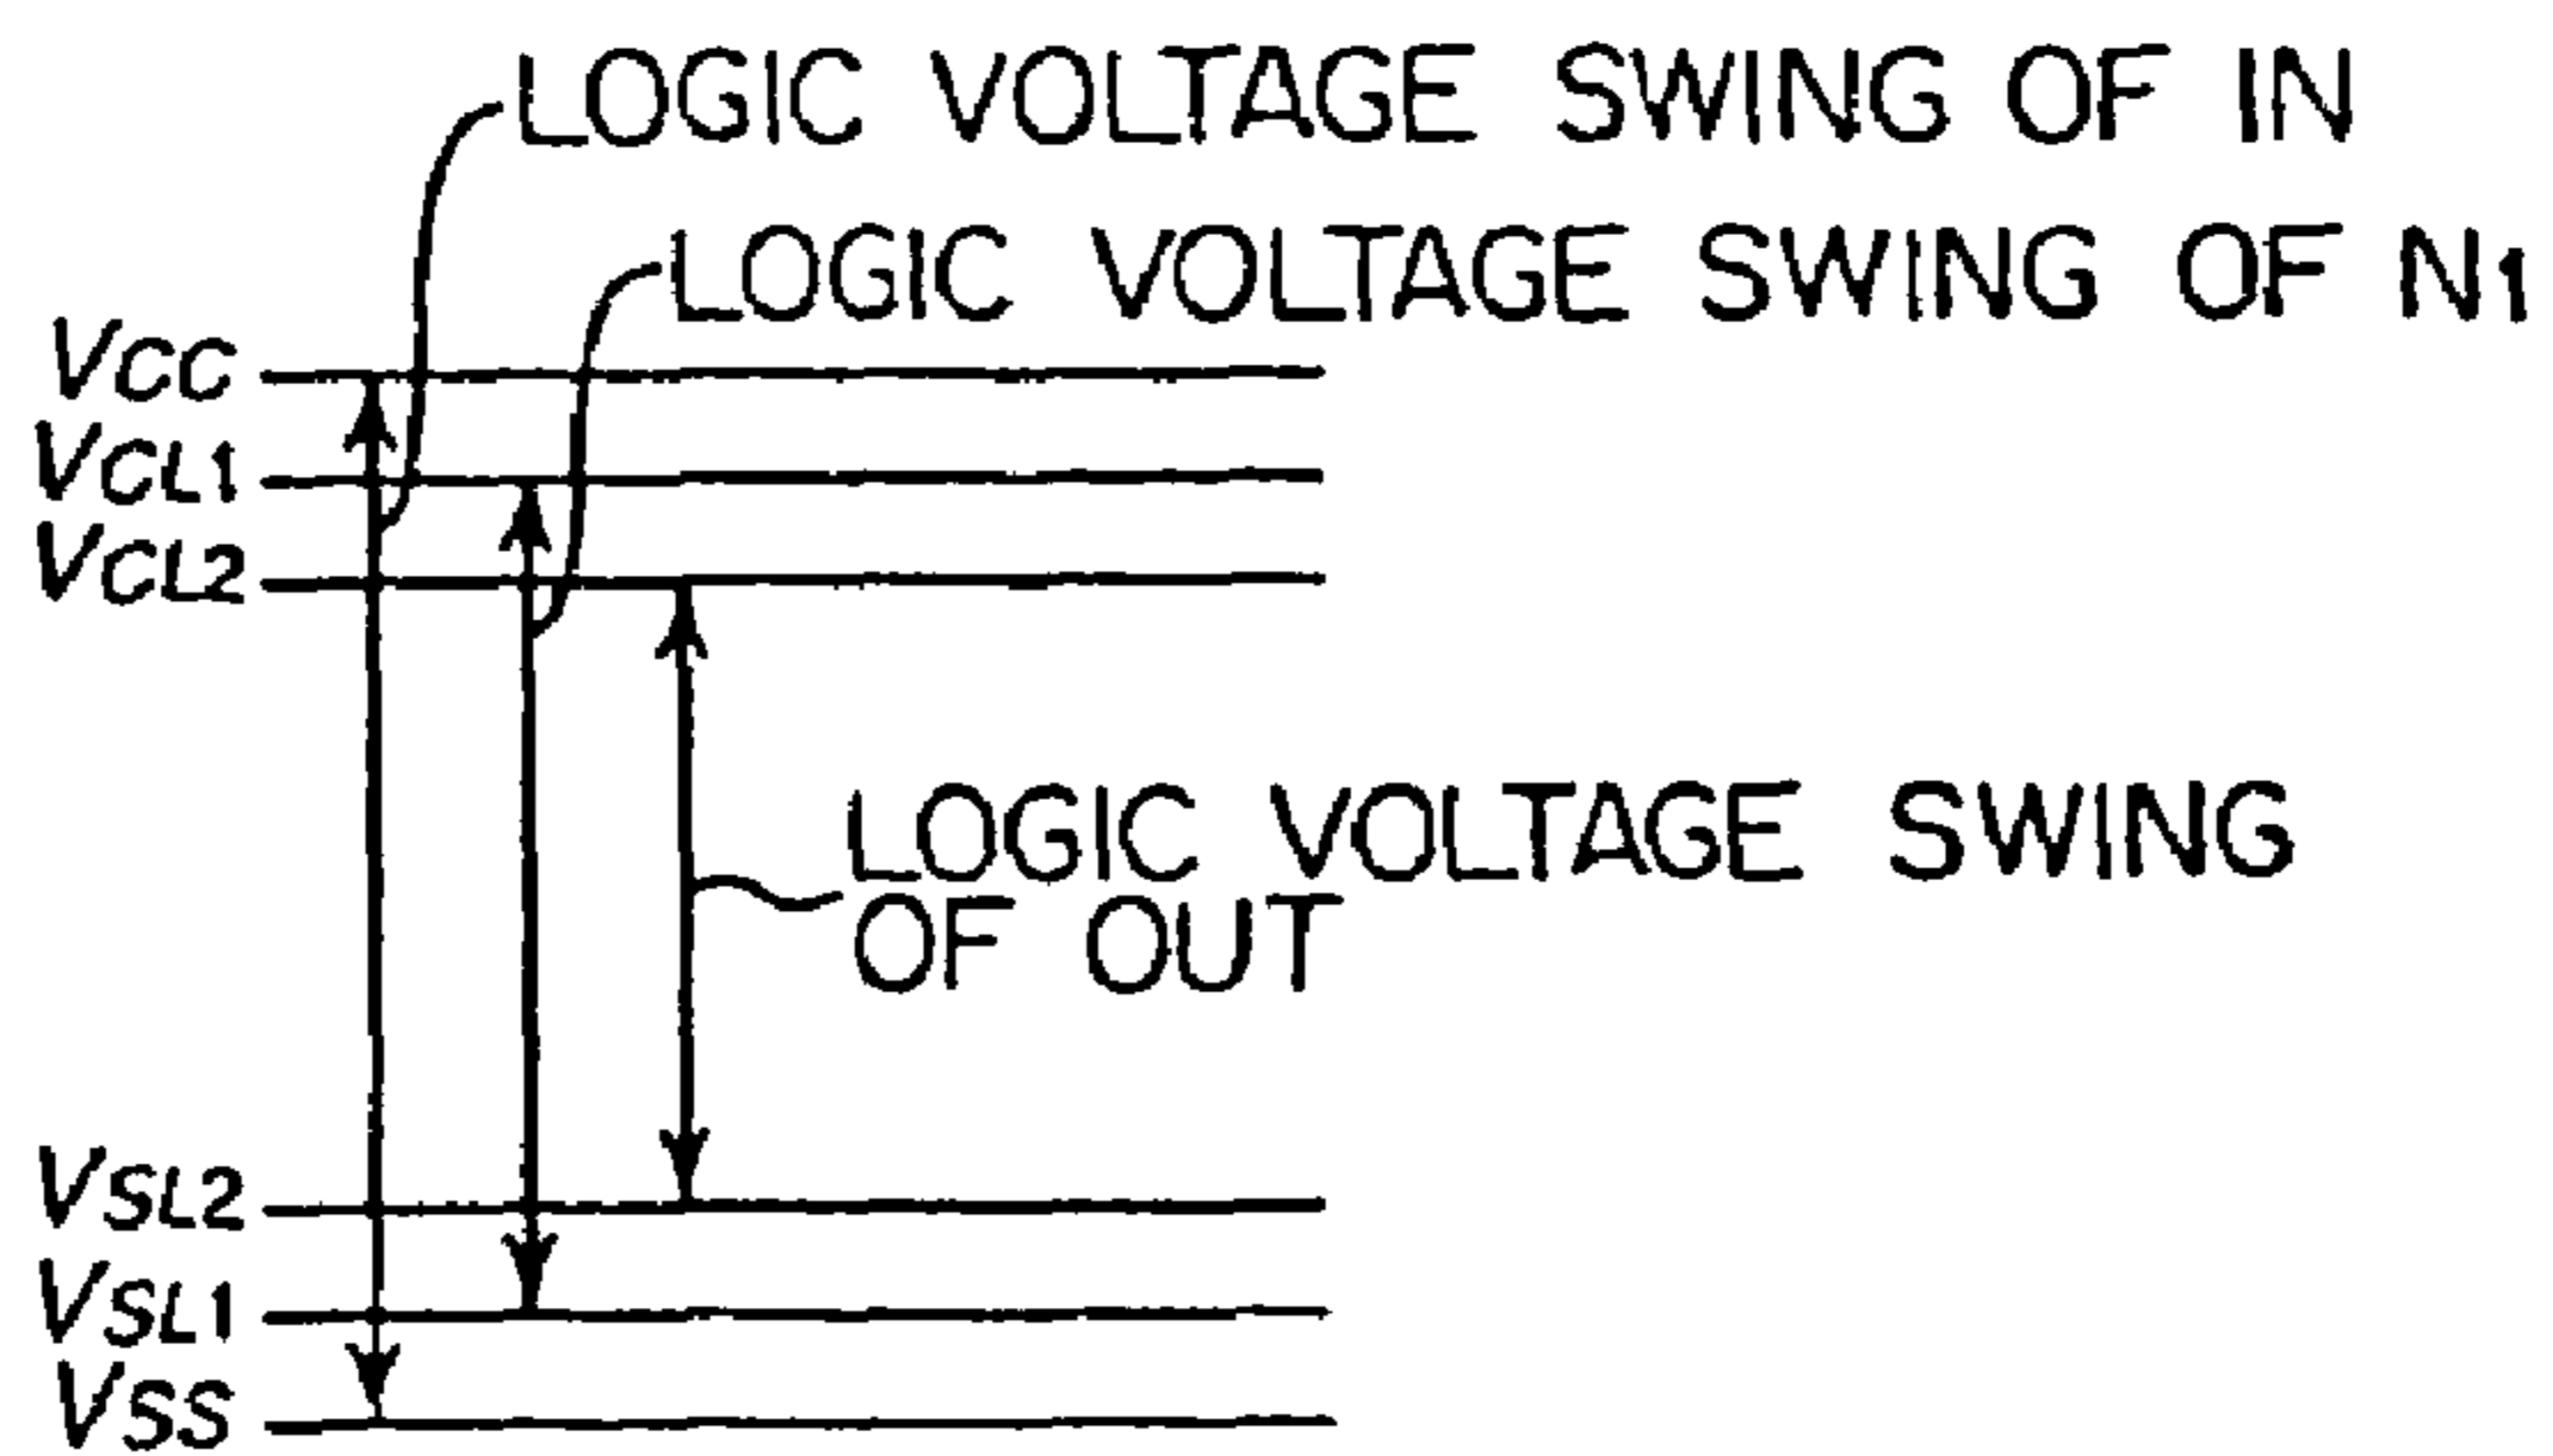 LOGIC VOLTAGE SWING OF IN
LOGIC VOLTAGE SWING OF N1
VCC
VCL1
VCL2
LOGIC VOLTAGE SWING
OF OUT
VSL2
VSL1
VSS